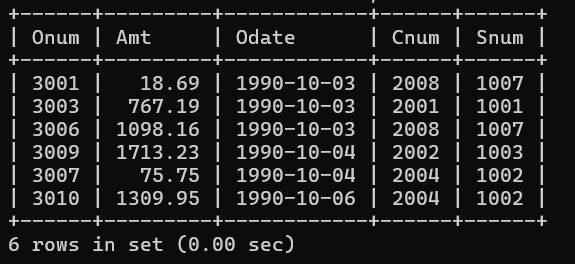 +------+---------+------------+------+------+
| Onum | Amt     | Odate      | Cnum | Snum |
+------+---------+------------+------+------+
| 3001 |   18.69 | 1990-10-03 | 2008 | 1007 |
| 3003 |  767.19 | 1990-10-03 | 2001 | 1001 |
| 3006 | 1098.16 | 1990-10-03 | 2008 | 1007 |
| 3009 | 1713.23 | 1990-10-04 | 2002 | 1003 |
| 3007 |   75.75 | 1990-10-04 | 2004 | 1002 |
| 3010 | 1309.95 | 1990-10-06 | 2004 | 1002 |
+------+---------+------------+------+------+
6 rows in set (0.00 sec)